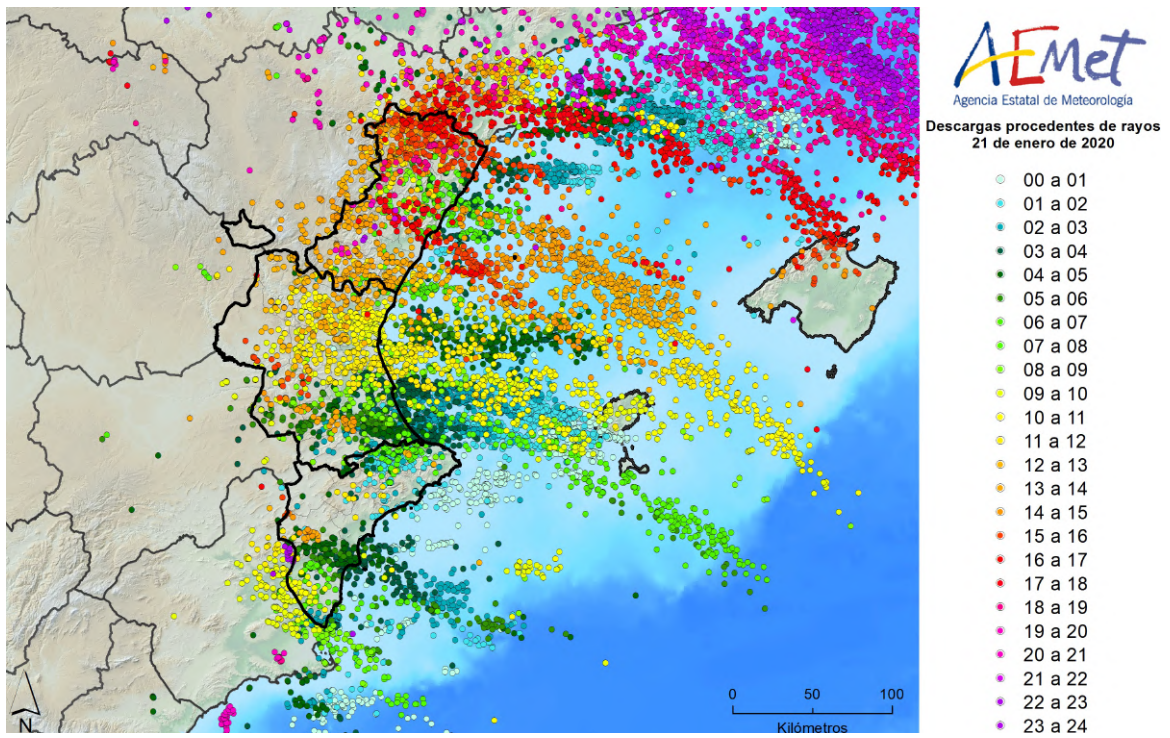 AEMet
Agencia Estatal de Meteorología
Descargas procedentes de rayos
21 de enero de 2020
00 a 01
01 a 02
02 a 03
03 a 04
04 a 05
05 a 06
06 a 07
07 a 08
08 a 09
09 a 10
10 a 11
11 a 12
12 a 13
13 a 14
14 a 15
15 a 16
16 a 17
17 a 18
18 a 19
19 a 20
20 a 21
21 a 22
22 a 23
23 a 24
0 50 100
Kilómetros
N